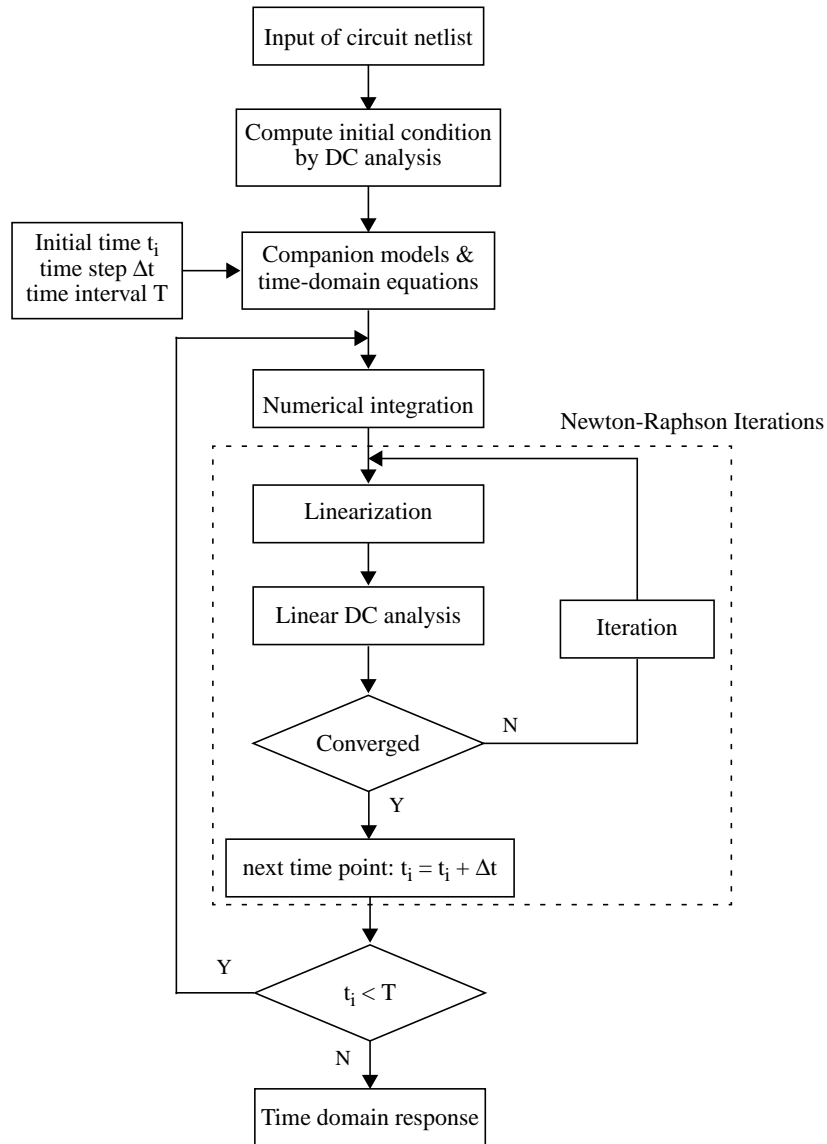 Input of circuit netlist
Compute initial condition
by DC analysis
Initial time tᵢ
time step Δt
time interval T
Companion models &
time-domain equations
Numerical integration
Newton-Raphson Iterations
Linearization
Linear DC analysis
Iteration
Converged
N
Y
next time point: tᵢ = tᵢ + Δt
Y
tᵢ < T
N
Time domain response